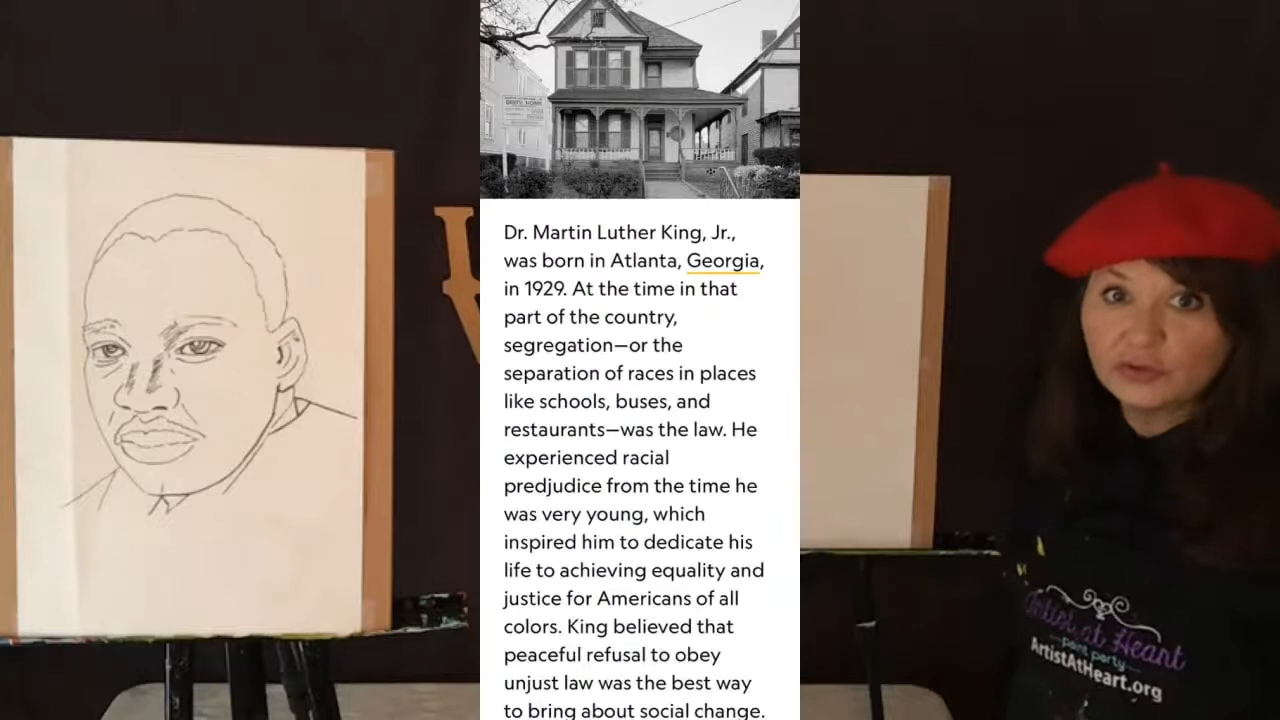 Dr. Martin Luther King, Jr.,
was born in Atlanta, Georgia,
in 1929. At the time in that
part of the country,
segregation—or the
separation of races in places
like schools, buses, and
restaurants—was the law. He
experienced racial
predjudice from the time he
was very young, which
inspired him to dedicate his
life to achieving equality and
justice for Americans of all
colors. King believed that
peaceful refusal to obey
unjust law was the best way
to bring about social change.
Artist at Heart
paint party
ArtistAtHeart.org